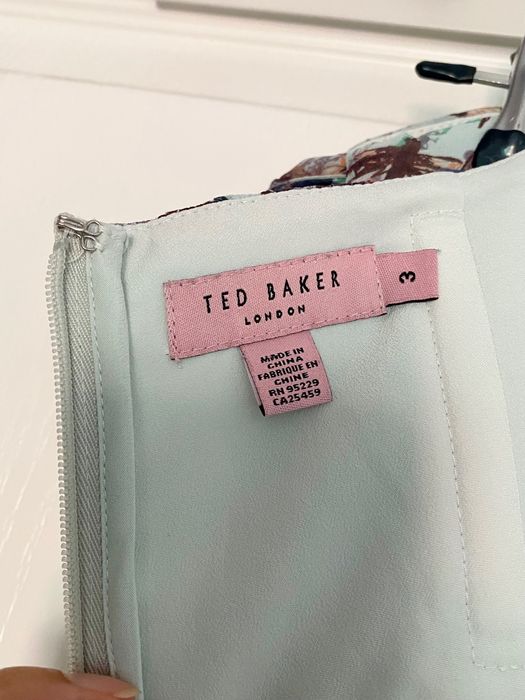 TED BAKER
LONDON
3
MADE IN
CHINA
FABRIQUE EN
CHINE
RN 95229
CA25459